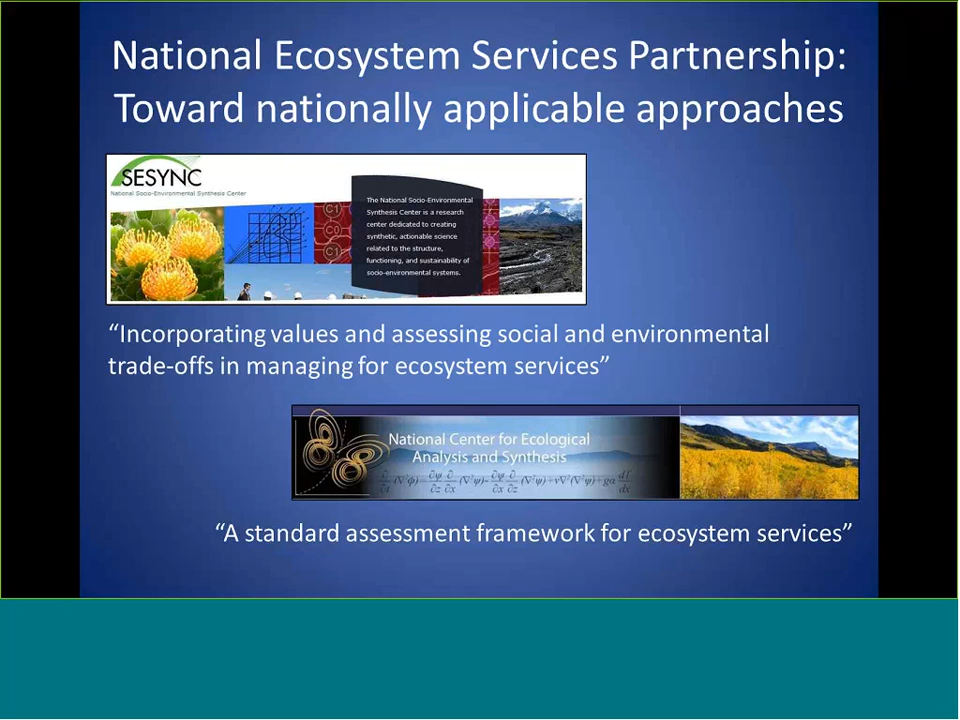 National Ecosystem Services Partnership:
Toward nationally applicable approaches
SESYNC
National Socio-Environmental Synthesis Center
The National Socio-Environmental
Synthesis Center is a research
center dedicated to creating
synthetic, actionable science
related to the structure,
functioning, and sustainability of
socio-environmental systems.
C1
C0
C1
“Incorporating values and assessing social and environmental
trade-offs in managing for ecosystem services”
National Center for Ecological
Analysis and Synthesis
“A standard assessment framework for ecosystem services”